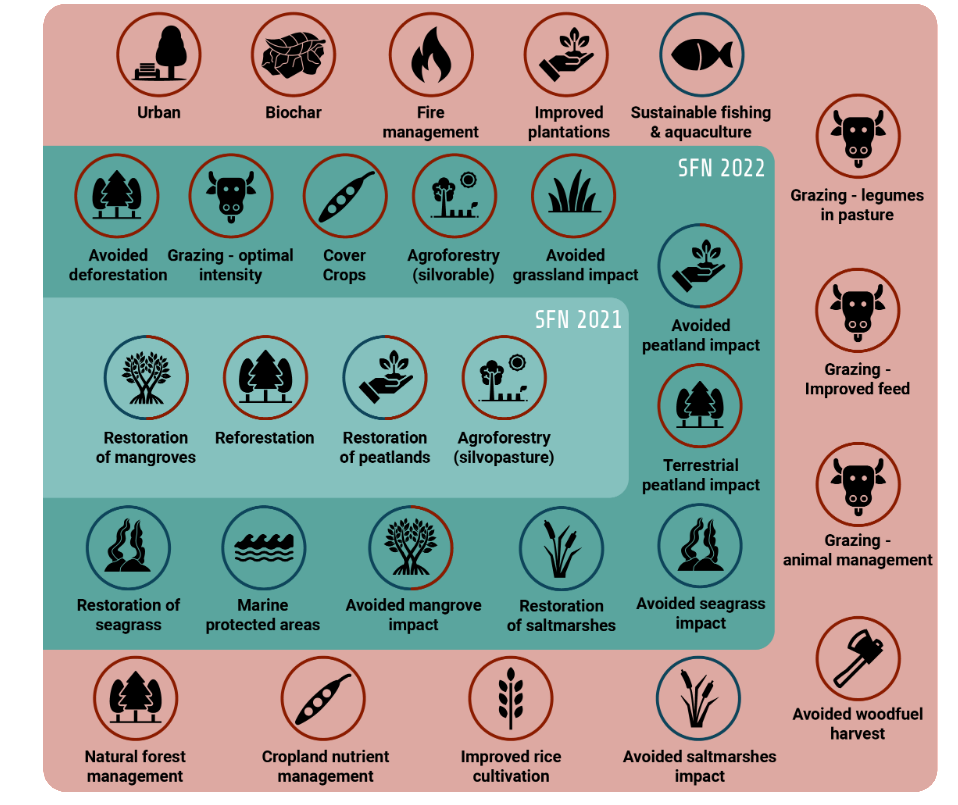 Urban
Biochar
Fire
management
Improved
plantations
Sustainable fishing
& aquaculture
Grazing - legumes
in pasture
SFN 2022
Avoided
deforestation
Grazing - optimal
intensity
Cover
Crops
Agroforestry
(silvorable)
Avoided
grassland impact
Avoided
peatland impact
Grazing -
Improved feed
SFN 2021
Restoration
of mangroves
Reforestation
Restoration
of peatlands
Agroforestry
(silvopasture)
Terrestrial
peatland impact
Grazing -
animal management
Restoration of
seagrass
Marine
protected areas
Avoided mangrove
impact
Restoration
of saltmarshes
Avoided seagrass
impact
Avoided woodfuel
harvest
Natural forest
management
Cropland nutrient
management
Improved rice
cultivation
Avoided saltmarshes
impact